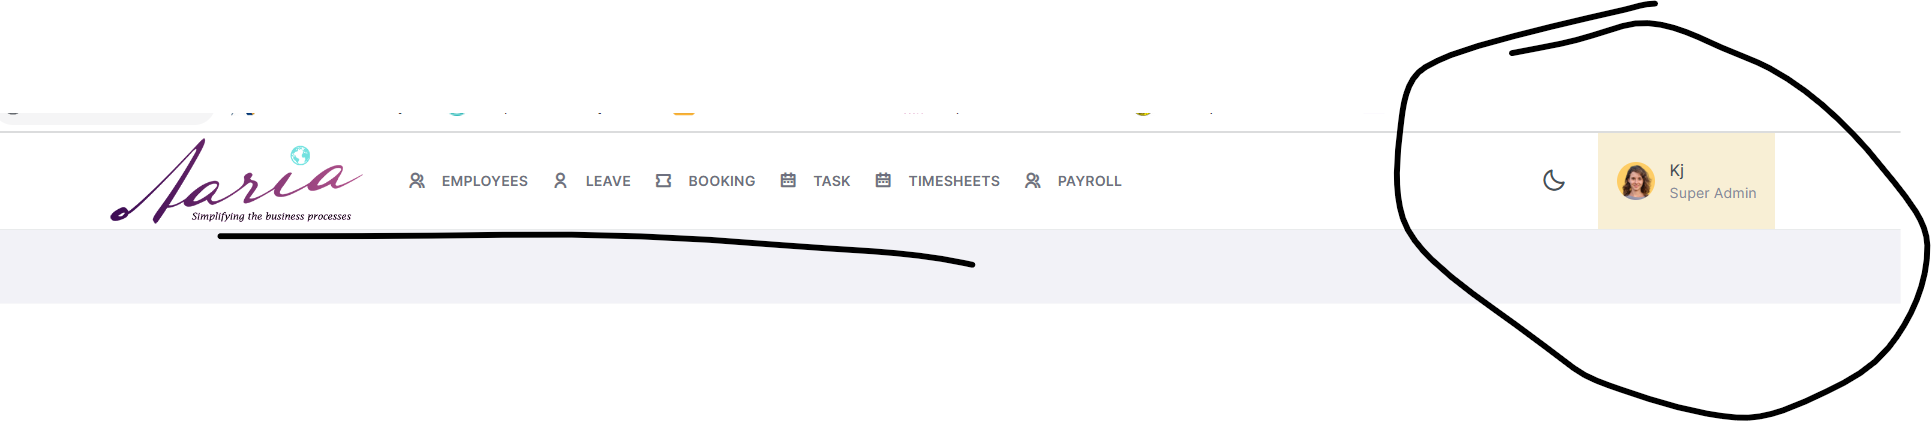 Aaria
Simplifying the business processes
EMPLOYEES LEAVE BOOKING TASK TIMESHEETS PAYROLL
Kj
Super Admin